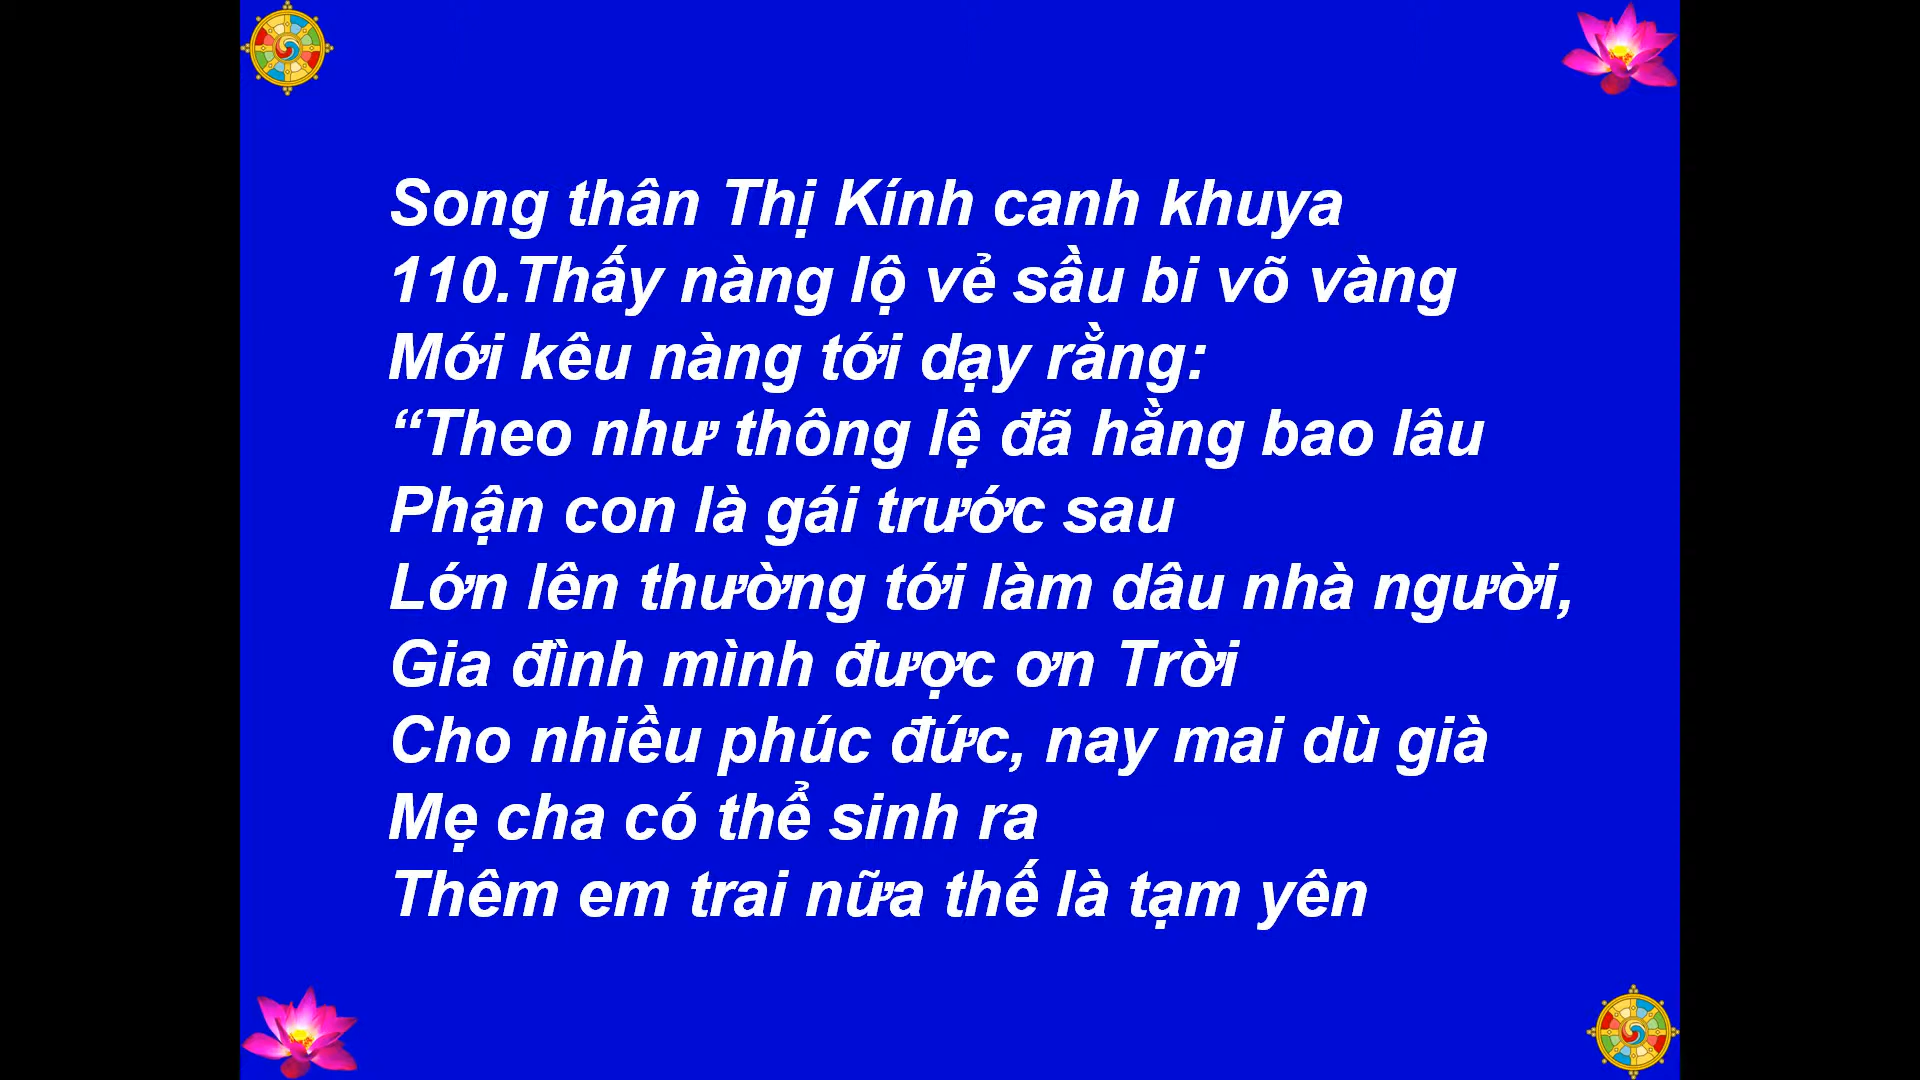 Song thân Thị Kính canh khuya
110.Thấy nàng lộ vẻ sầu bi võ vàng
Mới kêu nàng tới dạy rằng:
“Theo như thông lệ đã hằng bao lâu
Phận con là gái trước sau
Lớn lên thường tới làm dâu nhà người,
Gia đình mình được ơn Trời
Cho nhiều phúc đức, nay mai dù già
Mẹ cha có thể sinh ra
Thêm em trai nữa thế là tạm yên